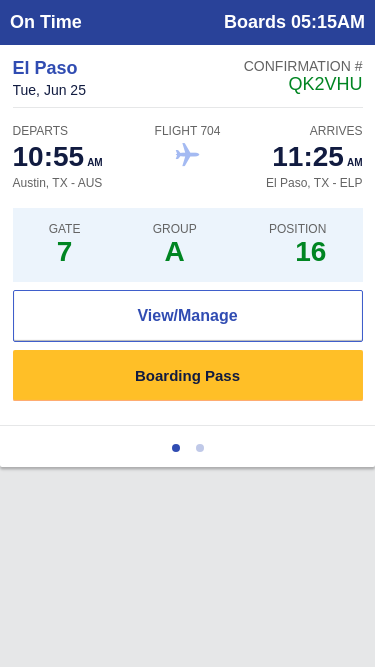 On Time Boards 05:15AM
El Paso CONFIRMATION #
Tue, Jun 25 QK2VHU
DEPARTS FLIGHT 704 ARRIVES
10:55 AM 11:25 AM
Austin, TX - AUS El Paso, TX - ELP
GATE GROUP POSITION
7 A 16
View/Manage
Boarding Pass